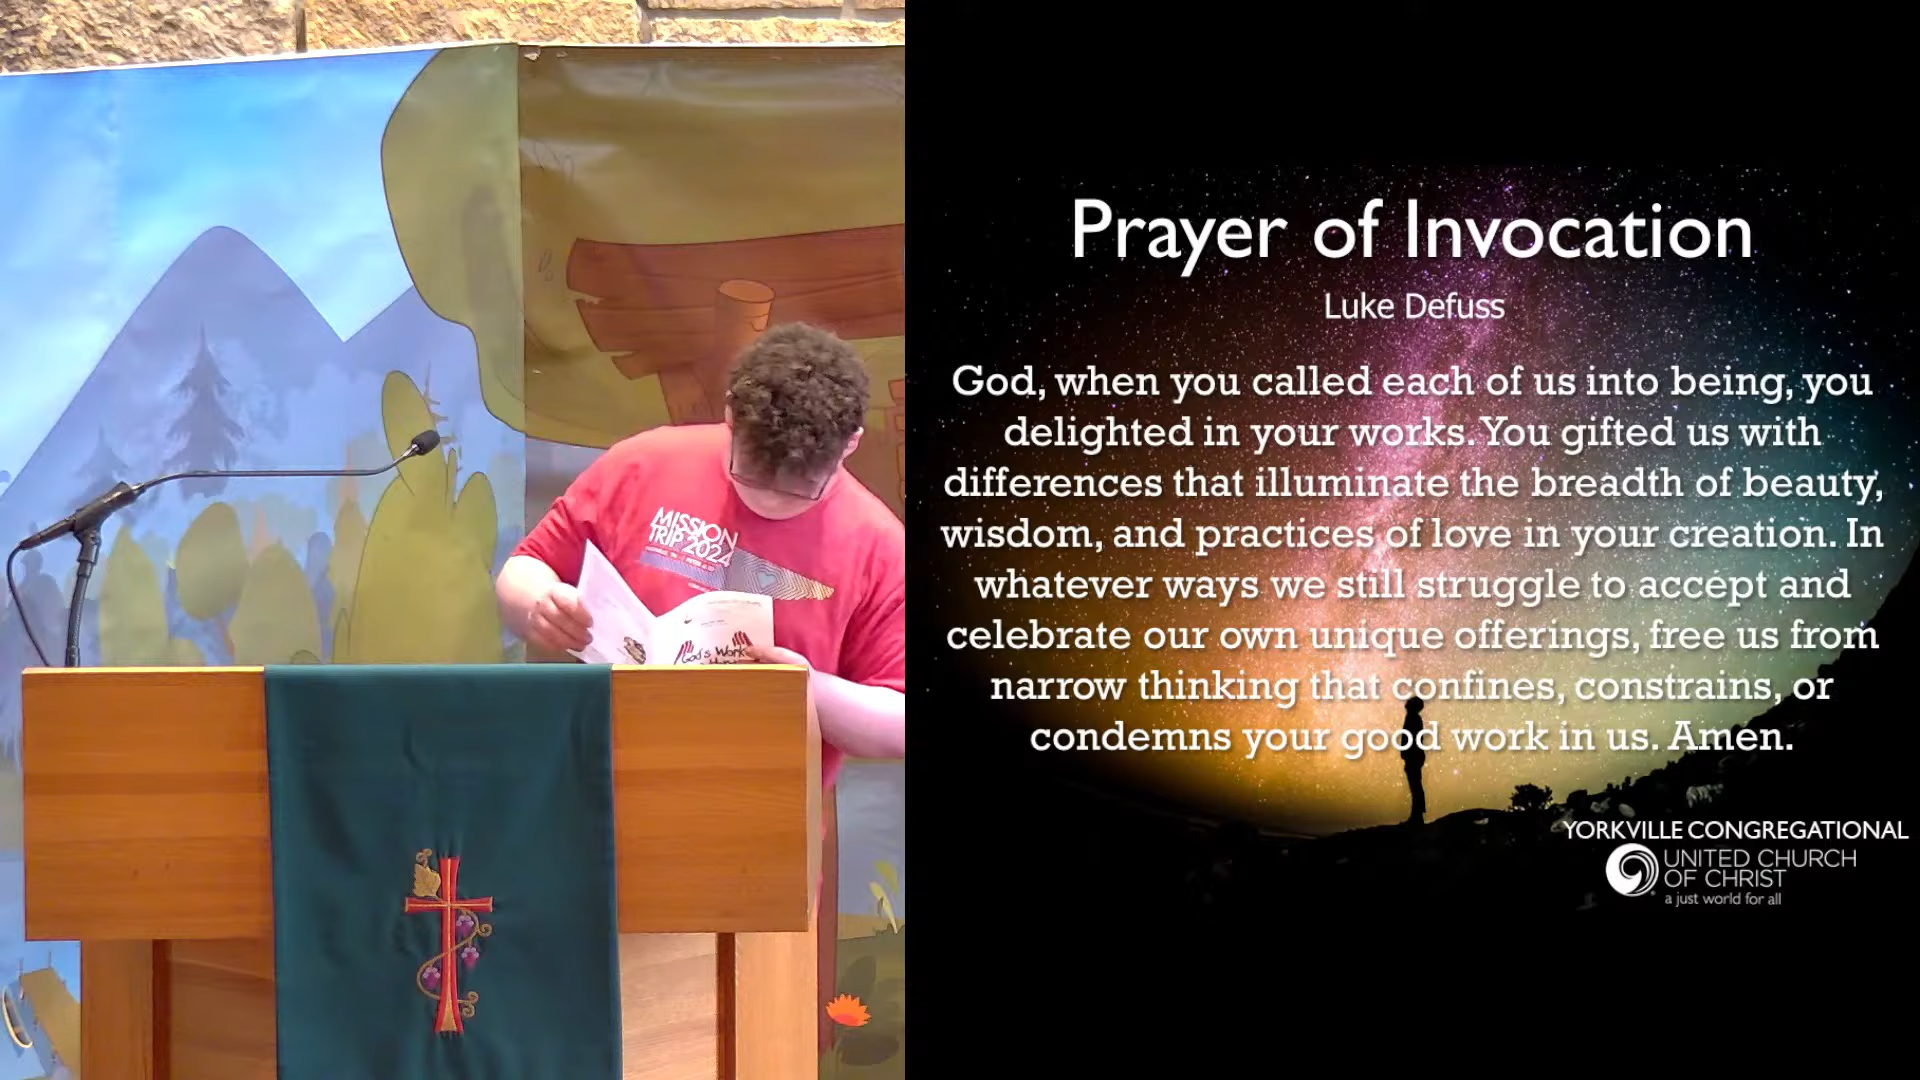 MISSION
TRIP 2024
God's Work
Prayer of Invocation
Luke Defuss
God, when you called each of us into being, you
delighted in your works. You gifted us with
differences that illuminate the breadth of beauty,
wisdom, and practices of love in your creation. In
whatever ways we still struggle to accept and
celebrate our own unique offerings, free us from
narrow thinking that confines, constrains, or
condemns your good work in us. Amen.
YORKVILLE CONGREGATIONAL
UNITED CHURCH
OF CHRIST
a just world for all